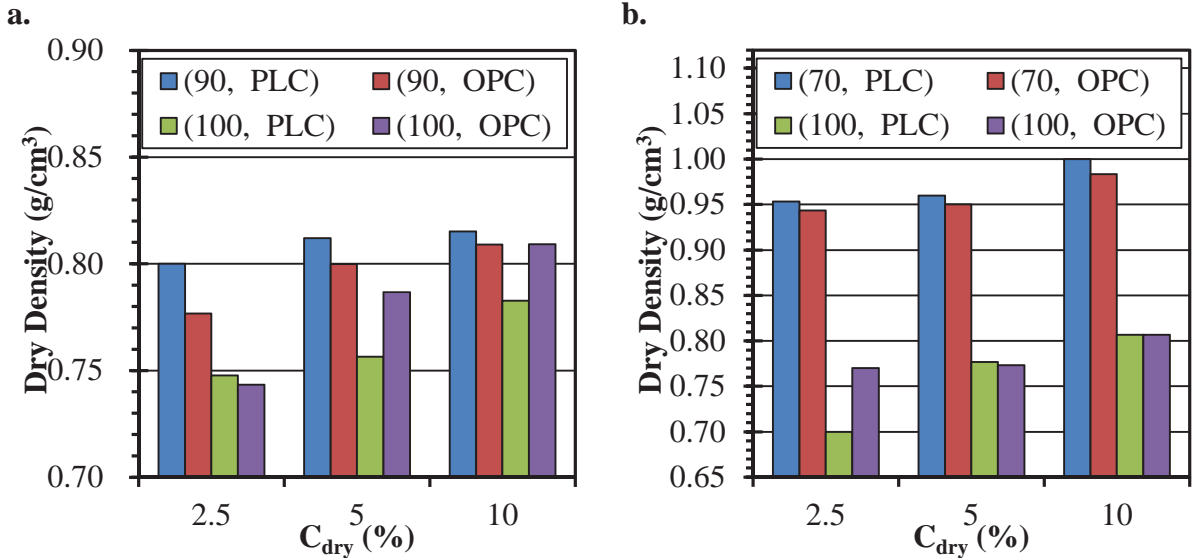 a.
Dry Density (g/cm³)
0.90
0.85
0.80
0.75
0.70
(90, PLC) (90, OPC)
(100, PLC) (100, OPC)
2.5 5 10
C_dry (%)
b.
Dry Density (g/cm³)
1.10
1.05
1.00
0.95
0.90
0.85
0.80
0.75
0.70
0.65
(70, PLC) (70, OPC)
(100, PLC) (100, OPC)
2.5 5 10
C_dry (%)